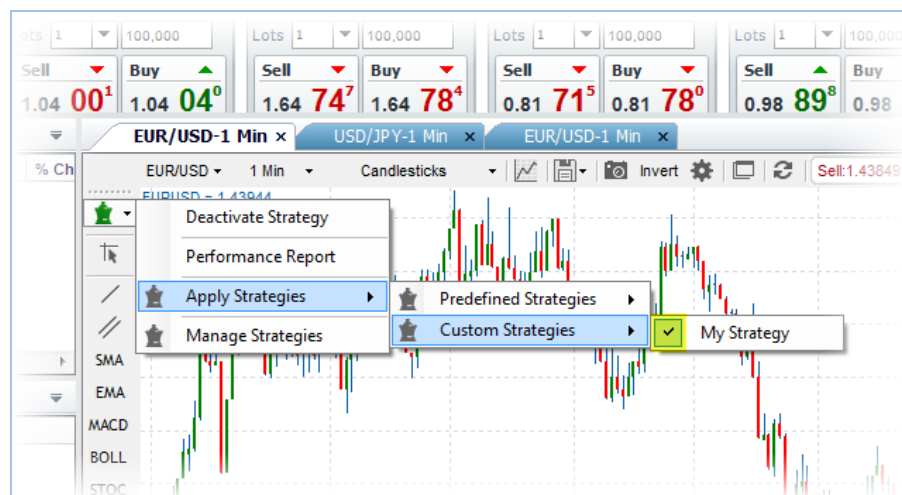 Lots 1 100,000 Lots 1 100,000 Lots 1 100,000 Lots 1 100,000
Sell Buy Sell Buy Sell Buy Sell Buy
1.04 00¹ 1.04 04⁰ 1.64 74⁷ 1.64 78⁴ 0.81 71⁵ 0.81 78⁰ 0.98 89⁸ 0.98
EUR/USD-1 Min x USD/JPY-1 Min x EUR/USD-1 Min x
% Ch EUR/USD 1 Min Candlesticks Invert Sell:1.43849
EURUSD = 1.43944
Deactivate Strategy
Performance Report
Apply Strategies Predefined Strategies
Manage Strategies Custom Strategies My Strategy
SMA
EMA
MACD
BOLL
STOC